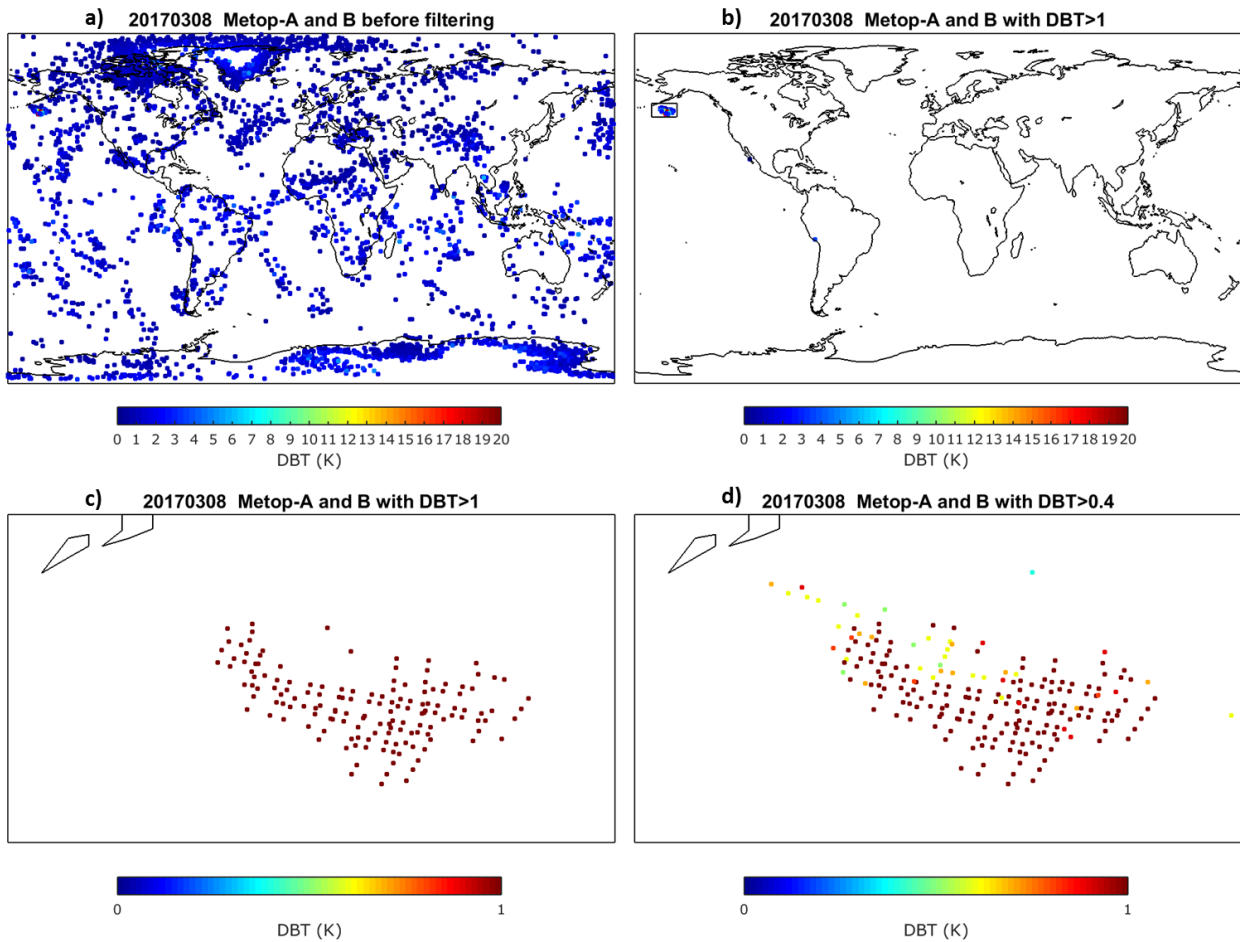 a) 20170308 Metop-A and B before filtering
b) 20170308 Metop-A and B with DBT>1
0 1 2 3 4 5 6 7 8 9 10 11 12 13 14 15 16 17 18 19 20
DBT (K)
0 1 2 3 4 5 6 7 8 9 10 11 12 13 14 15 16 17 18 19 20
DBT (K)
c) 20170308 Metop-A and B with DBT>1
d) 20170308 Metop-A and B with DBT>0.4
0 1
DBT (K)
0 1
DBT (K)